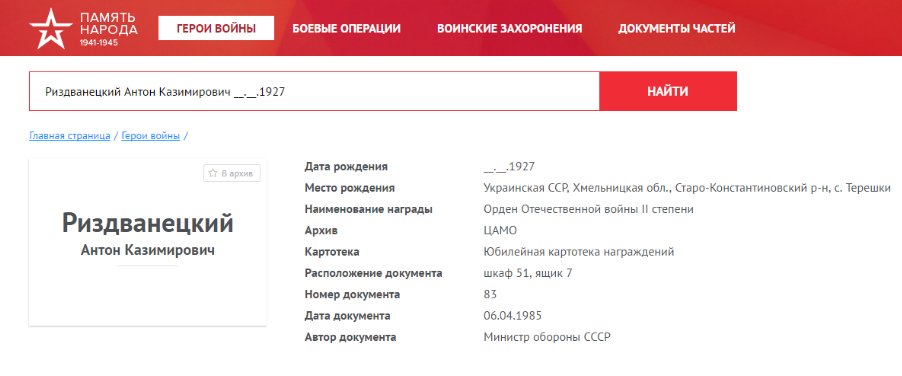 ПАМЯТЬ
НАРОДА
1941-1945
ГЕРОИ ВОЙНЫ БОЕВЫЕ ОПЕРАЦИИ ВОИНСКИЕ ЗАХОРОНЕНИЯ ДОКУМЕНТЫ ЧАСТЕЙ
Риздванецкий Антон Казимирович __.__.1927 НАЙТИ
Главная страница / Герои войны /
В архив
Риздванецкий
Антон Казимирович
Дата рождения __.__.1927
Место рождения Украинская ССР, Хмельницкая обл., Старо-Константиновский р-н, с. Терешки
Наименование награды Орден Отечественной войны II степени
Архив ЦАМО
Картотека Юбилейная картотека награждений
Расположение документа шкаф 51, ящик 7
Номер документа 83
Дата документа 06.04.1985
Автор документа Министр обороны СССР